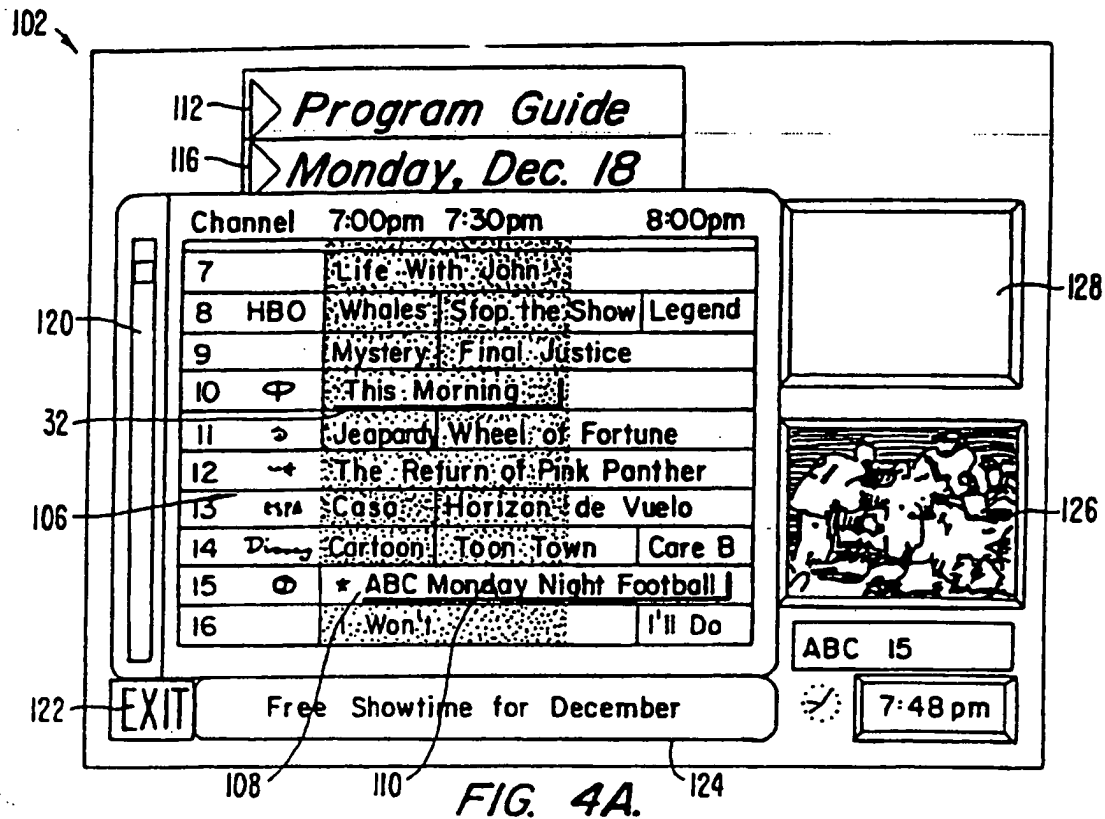 102
112
Program Guide
116
Monday, Dec. 18
Channel 7:00pm 7:30pm 8:00pm
7 Life With John
8 HBO Whales Stop the Show Legend
128
120
9 Mystery Final Justice
10 This Morning
32
11 Jeapardy Wheel of Fortune
12 The Return of Pink Panther
106
13 Casa Horizon de Vuelo
126
14 Disney Cartoon Toon Town Care B
15 * ABC Monday Night Football
16 I Won't I'll Do
ABC 15
122
EXIT Free Showtime for December
7:48 pm
108 110 124
FIG. 4A.